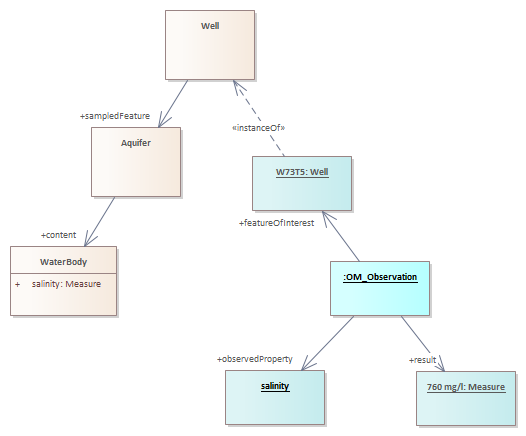 Well
+sampledFeature
Aquifer
«instanceOf»
W73T5: Well
+featureOfInterest
+content
WaterBody
+ salinity: Measure
:OM_Observation
+observedProperty
+result
salinity
760 mg/l: Measure